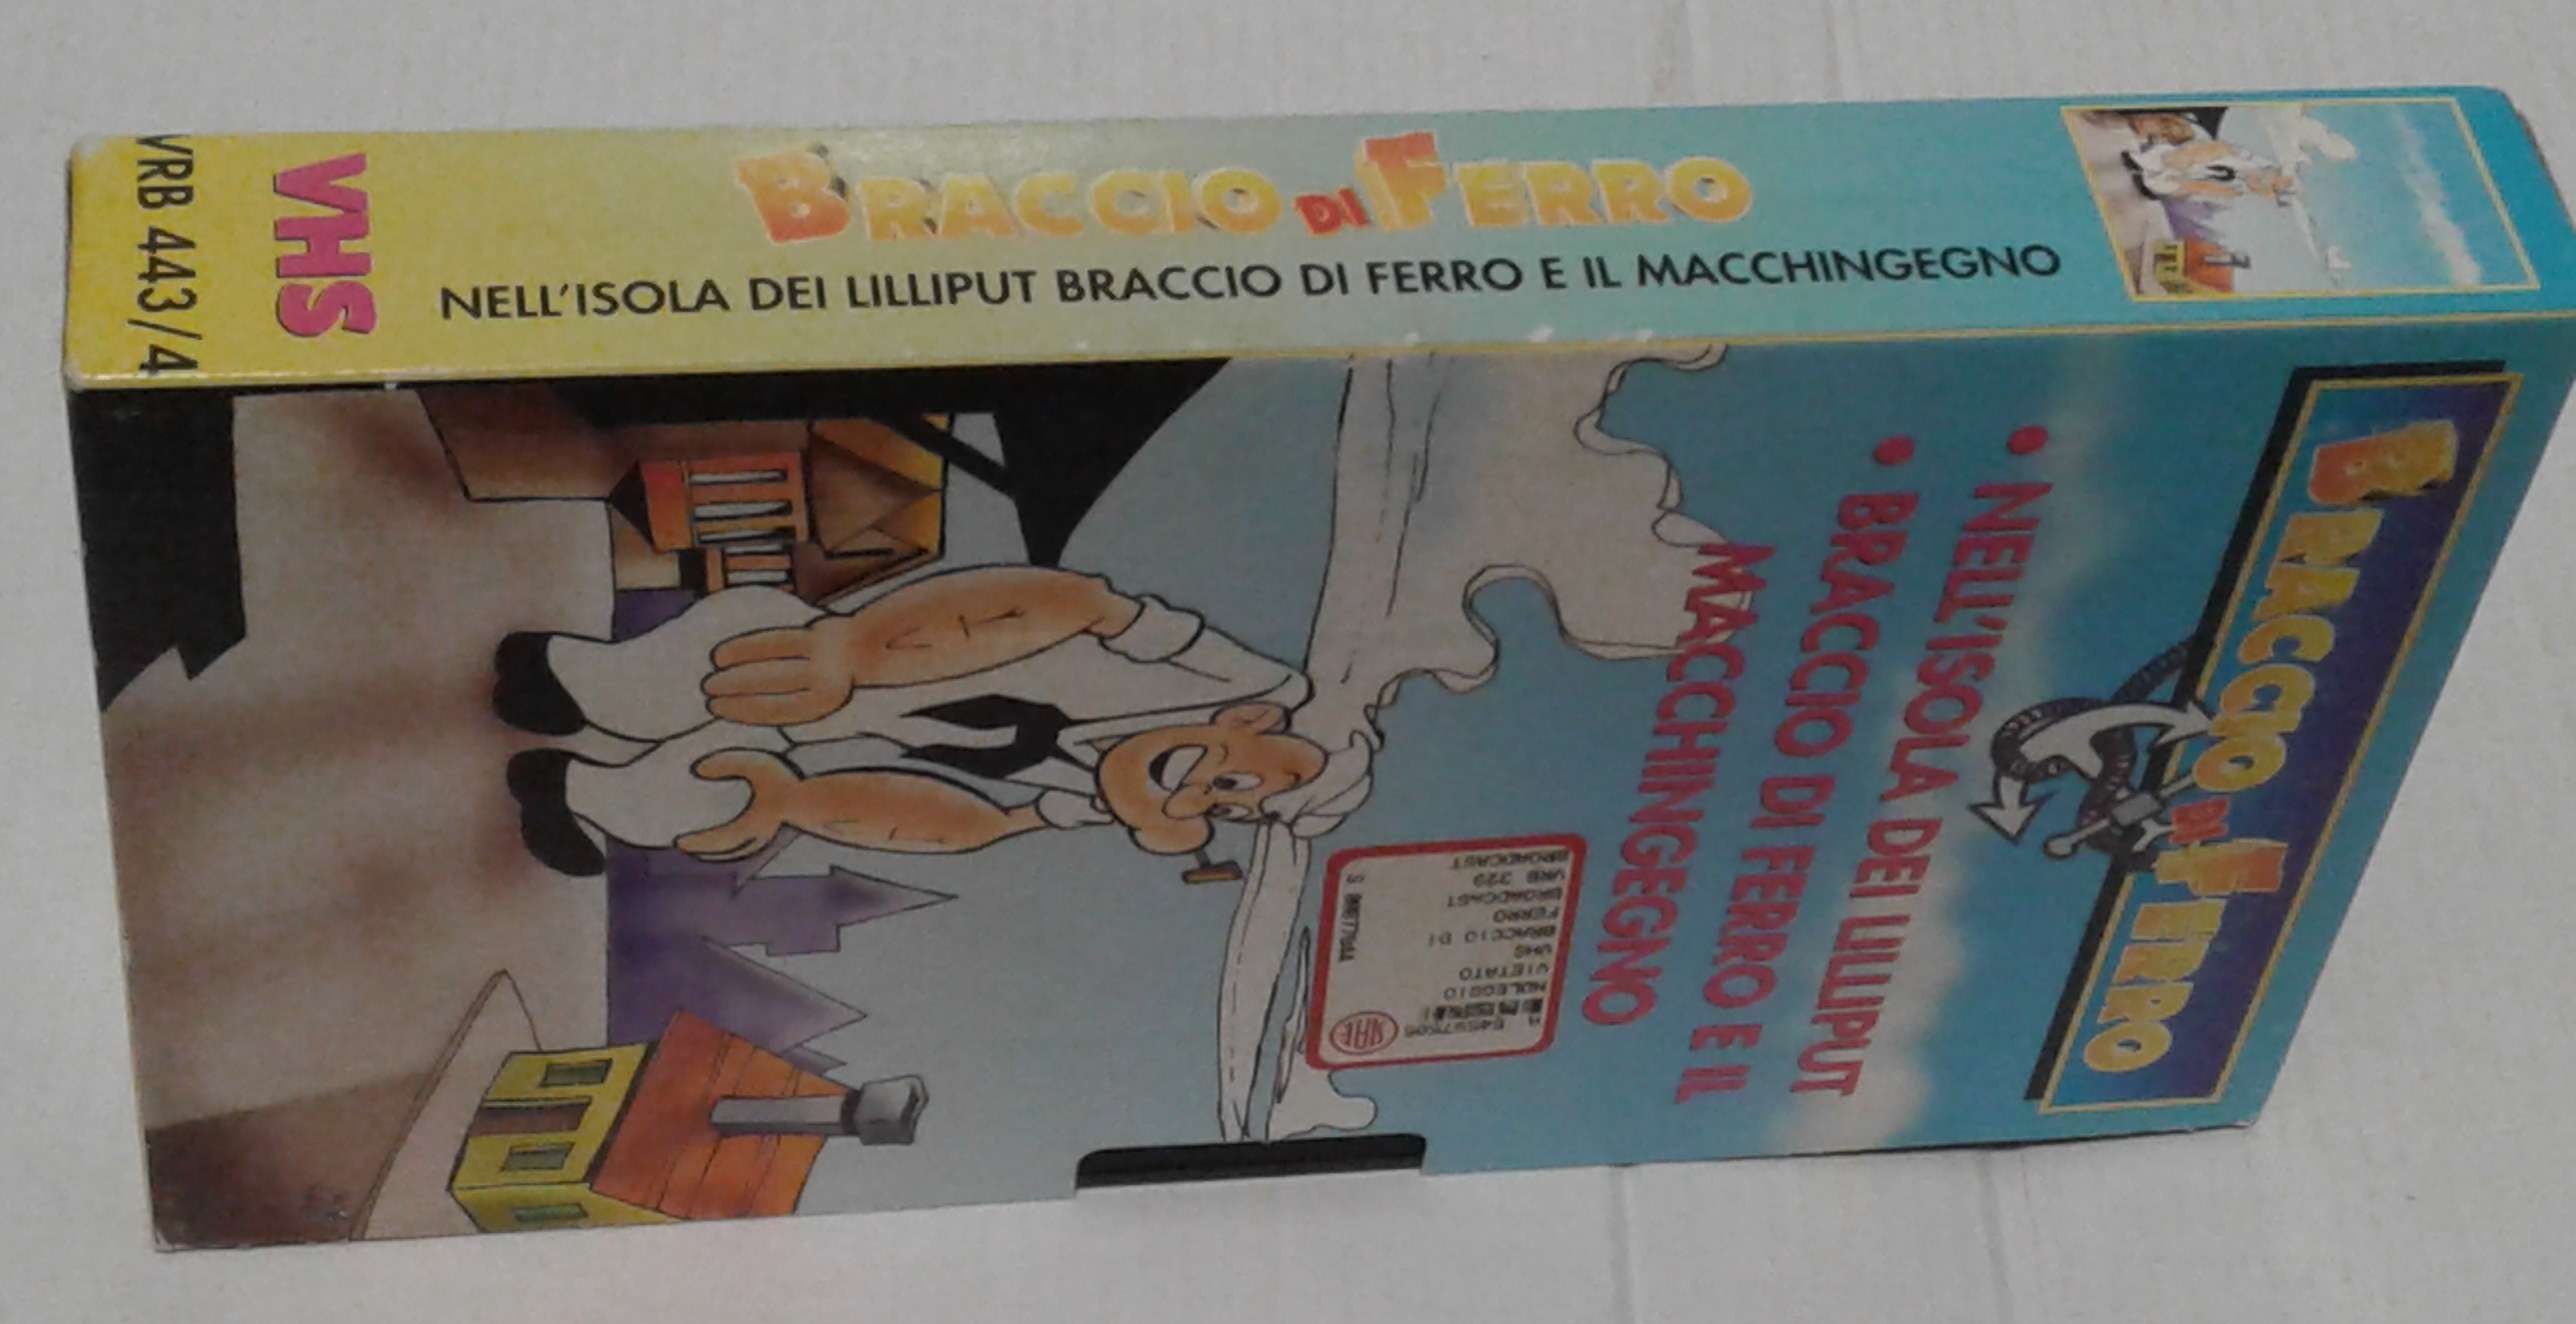 VRB 443/4
VHS
BRACCIO DI FERRO
NELL'ISOLA DEI LILLIPUT BRACCIO DI FERRO E IL MACCHINGEGNO
BRACCIO DI FERRO
• NELL'ISOLA DEI LILLIPUT
• BRACCIO DI FERRO E IL
MACCHINGEGNO
NOLEGGIO
VIETATO
VHS
BRACCIO DI
FERRO
BROADCAST
VRB 329
BROADCAST